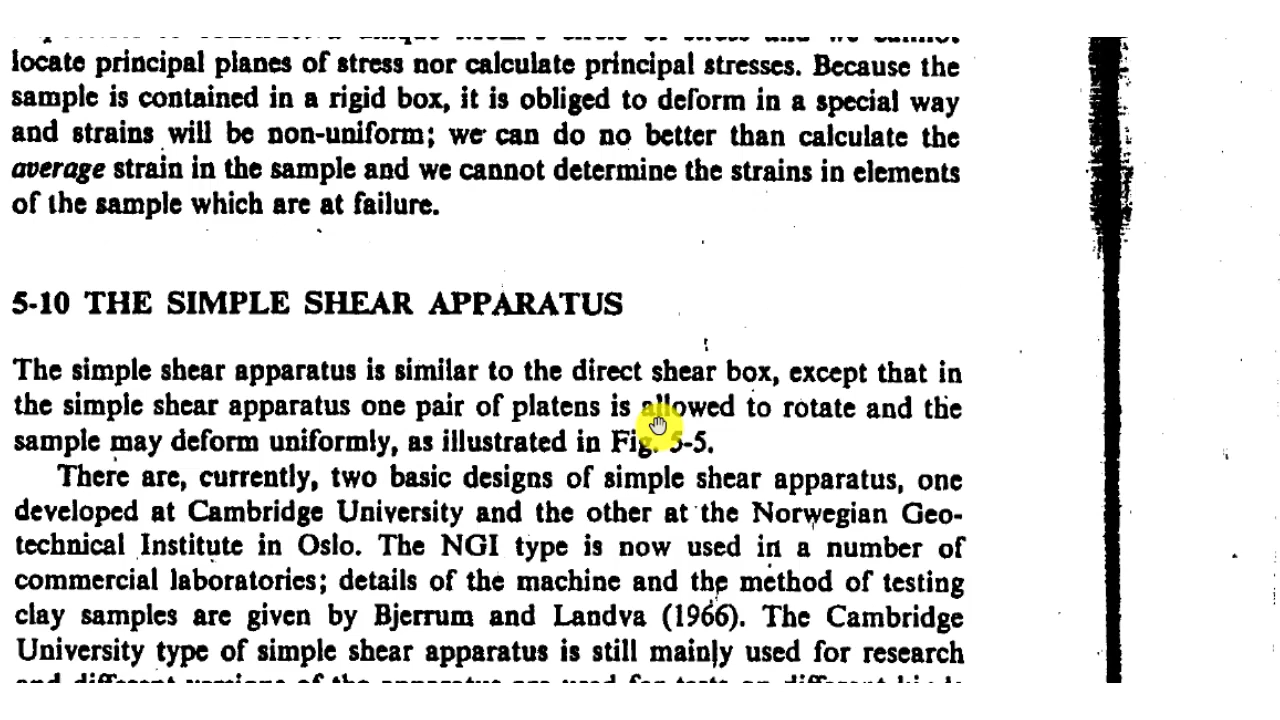 locate principal planes of stress nor calculate principal stresses. Because the
sample is contained in a rigid box, it is obliged to deform in a special way
and strains will be non-uniform; we can do no better than calculate the
average strain in the sample and we cannot determine the strains in elements
of the sample which are at failure.
5-10 THE SIMPLE SHEAR APPARATUS
The simple shear apparatus is similar to the direct shear box, except that in
the simple shear apparatus one pair of platens is allowed to rotate and the
sample may deform uniformly, as illustrated in Fig. 5-5.
There are, currently, two basic designs of simple shear apparatus, one
developed at Cambridge University and the other at the Norwegian Geo-
technical Institute in Oslo. The NGI type is now used in a number of
commercial laboratories; details of the machine and the method of testing
clay samples are given by Bjerrum and Landva (1966). The Cambridge
University type of simple shear apparatus is still mainly used for research